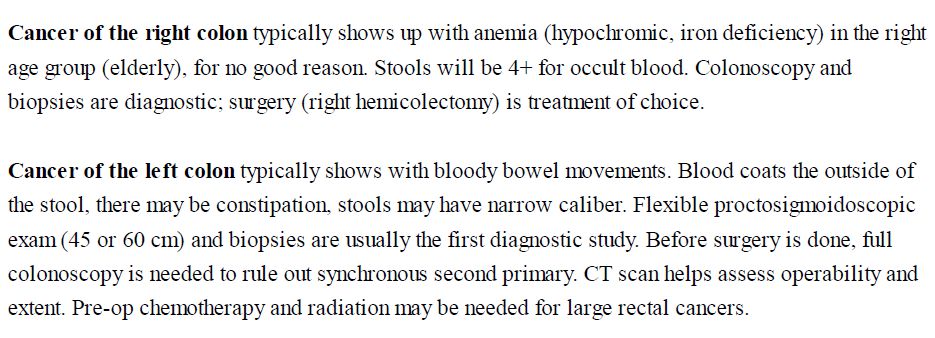 Cancer of the right colon typically shows up with anemia (hypochromic, iron deficiency) in the right
age group (elderly), for no good reason. Stools will be 4+ for occult blood. Colonoscopy and
biopsies are diagnostic; surgery (right hemicolectomy) is treatment of choice.
Cancer of the left colon typically shows with bloody bowel movements. Blood coats the outside of
the stool, there may be constipation, stools may have narrow caliber. Flexible proctosigmoidoscopic
exam (45 or 60 cm) and biopsies are usually the first diagnostic study. Before surgery is done, full
colonoscopy is needed to rule out synchronous second primary. CT scan helps assess operability and
extent. Pre-op chemotherapy and radiation may be needed for large rectal cancers.